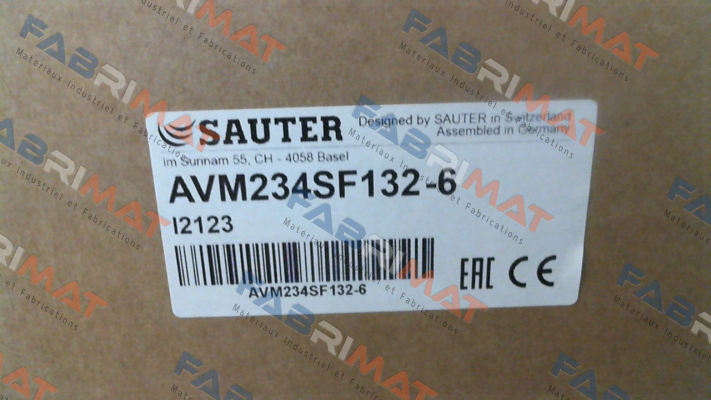 SAUTER
Designed by SAUTER in Switzerland
Assembled in Germany
im Surinam 55, CH - 4058 Basel
AVM234SF132-6
I2123
AVM234SF132-6
EAC CE
FABRIMAT
Materiaux Industriel et Fabrications